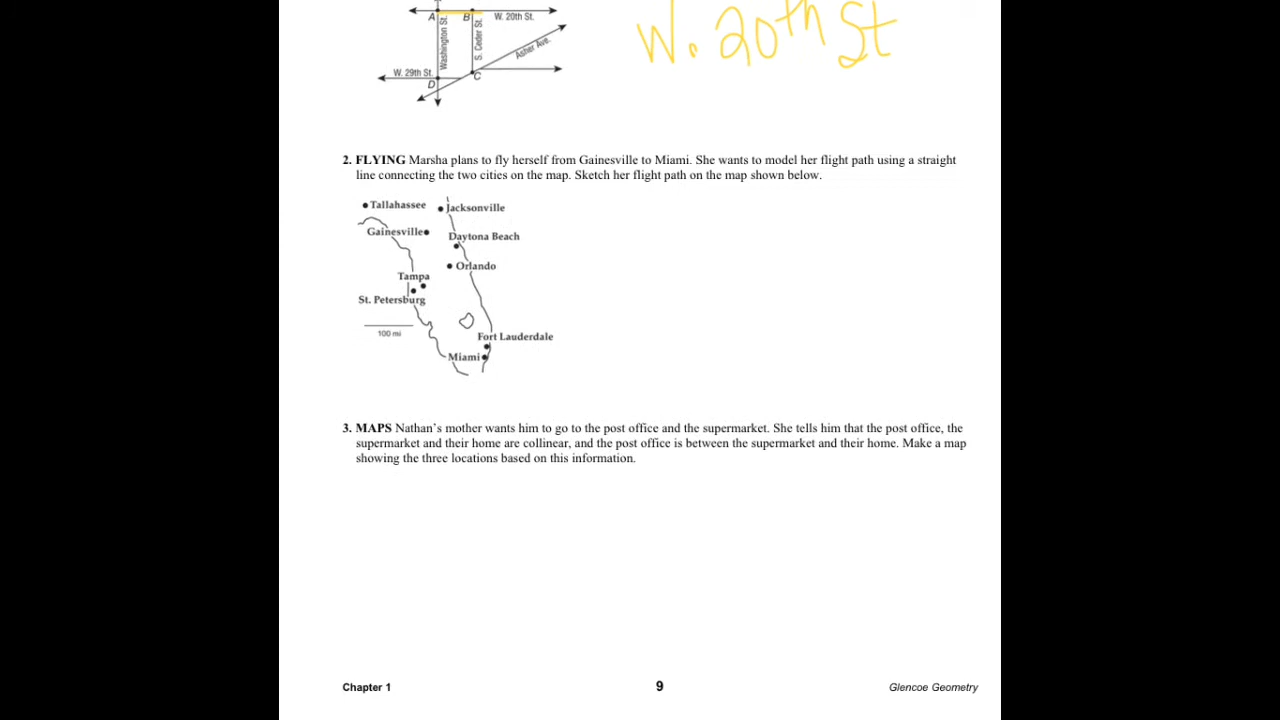 A B W. 20th St.
Washington St.
S. Ceder St.
Asher Ave.
W. 29th St.
D C
W. 20th St
2. FLYING Marsha plans to fly herself from Gainesville to Miami. She wants to model her flight path using a straight
line connecting the two cities on the map. Sketch her flight path on the map shown below.
Tallahassee Jacksonville
Gainesville
Daytona Beach
Orlando
Tampa
St. Petersburg
100 mi
Fort Lauderdale
Miami
3. MAPS Nathan's mother wants him to go to the post office and the supermarket. She tells him that the post office, the
supermarket and their home are collinear, and the post office is between the supermarket and their home. Make a map
showing the three locations based on this information.
Chapter 1 9 Glencoe Geometry